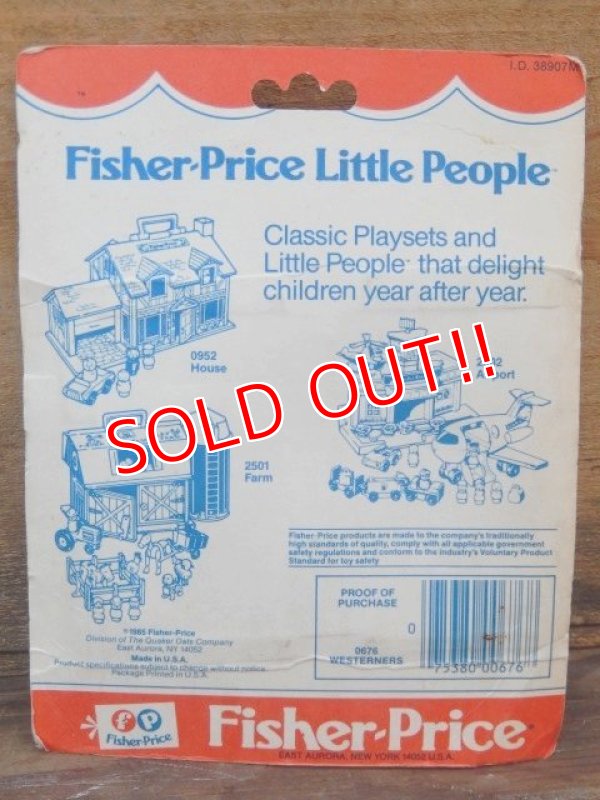 I.D. 38907M
Fisher-Price Little People
Classic Playsets and
Little People that delight
children year after year.
0952
House
SOLD OUT!!
2501
Farm
Fisher-Price products are made to the company's traditionally
high standards of quality, comply with all applicable government
safety regulations and conform to the industry's Voluntary Product
Standard for toy safety
PROOF OF
PURCHASE
0
0676
WESTERNERS
75380 00676
©1985 Fisher-Price
Division of The Quaker Oats Company
East Aurora, NY 14052
Made in U.S.A.
Product specifications subject to change without notice.
Package Printed in U.S.A.
FP
Fisher-Price
Fisher-Price
EAST AURORA, NEW YORK 14052 U.S.A.